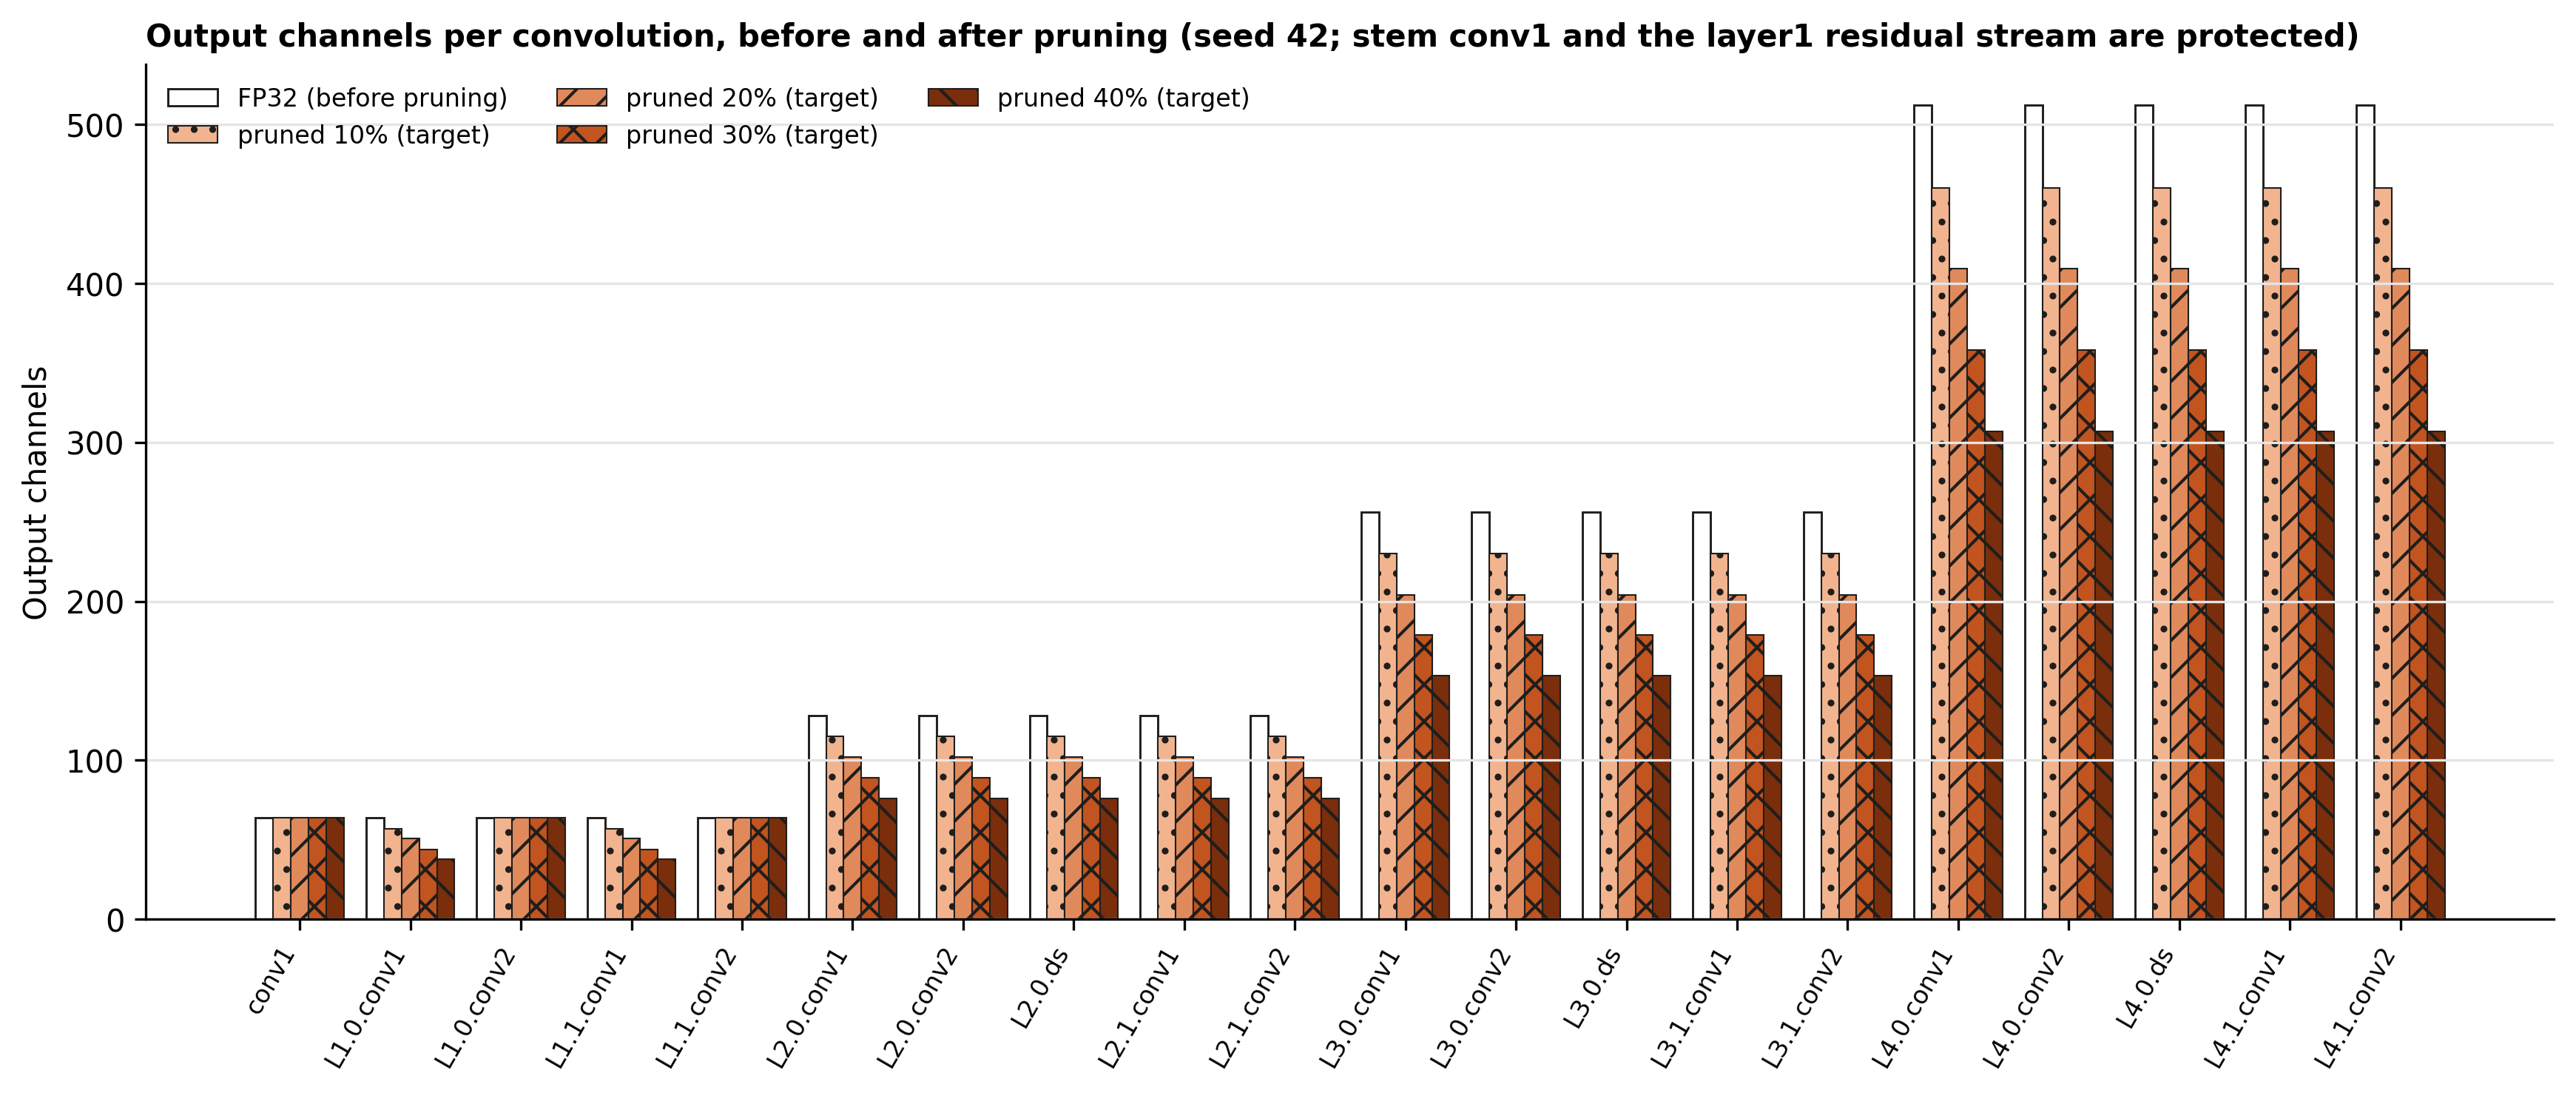 Output channels per convolution, before and after pruning (seed 42; stem conv1 and the layer1 residual stream are protected)
FP32 (before pruning)
pruned 10% (target)
pruned 20% (target)
pruned 30% (target)
pruned 40% (target)
Output channels
500
400
300
200
100
0
conv1
L1.0.conv1
L1.0.conv2
L1.1.conv1
L1.1.conv2
L2.0.conv1
L2.0.conv2
L2.0.ds
L2.1.conv1
L2.1.conv2
L3.0.conv1
L3.0.conv2
L3.0.ds
L3.1.conv1
L3.1.conv2
L4.0.conv1
L4.0.conv2
L4.0.ds
L4.1.conv1
L4.1.conv2